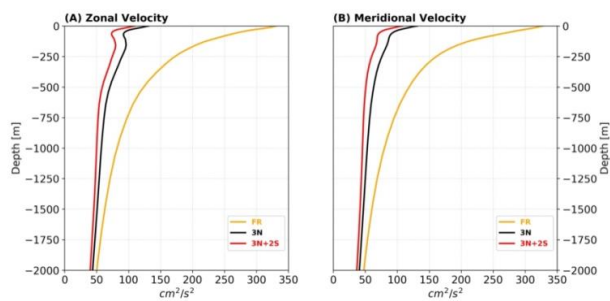 (A) Zonal Velocity
(B) Meridional Velocity
0
−250
−500
−750
−1000
−1250
−1500
−1750
−2000
Depth [m]
0 50 100 150 200 250 300 350
cm²/s²
FR
3N
3N+2S
0 50 100 150 200 250 300 350
cm²/s²
FR
3N
3N+2S
0
−250
−500
−750
−1000
−1250
−1500
−1750
−2000
Depth [m]